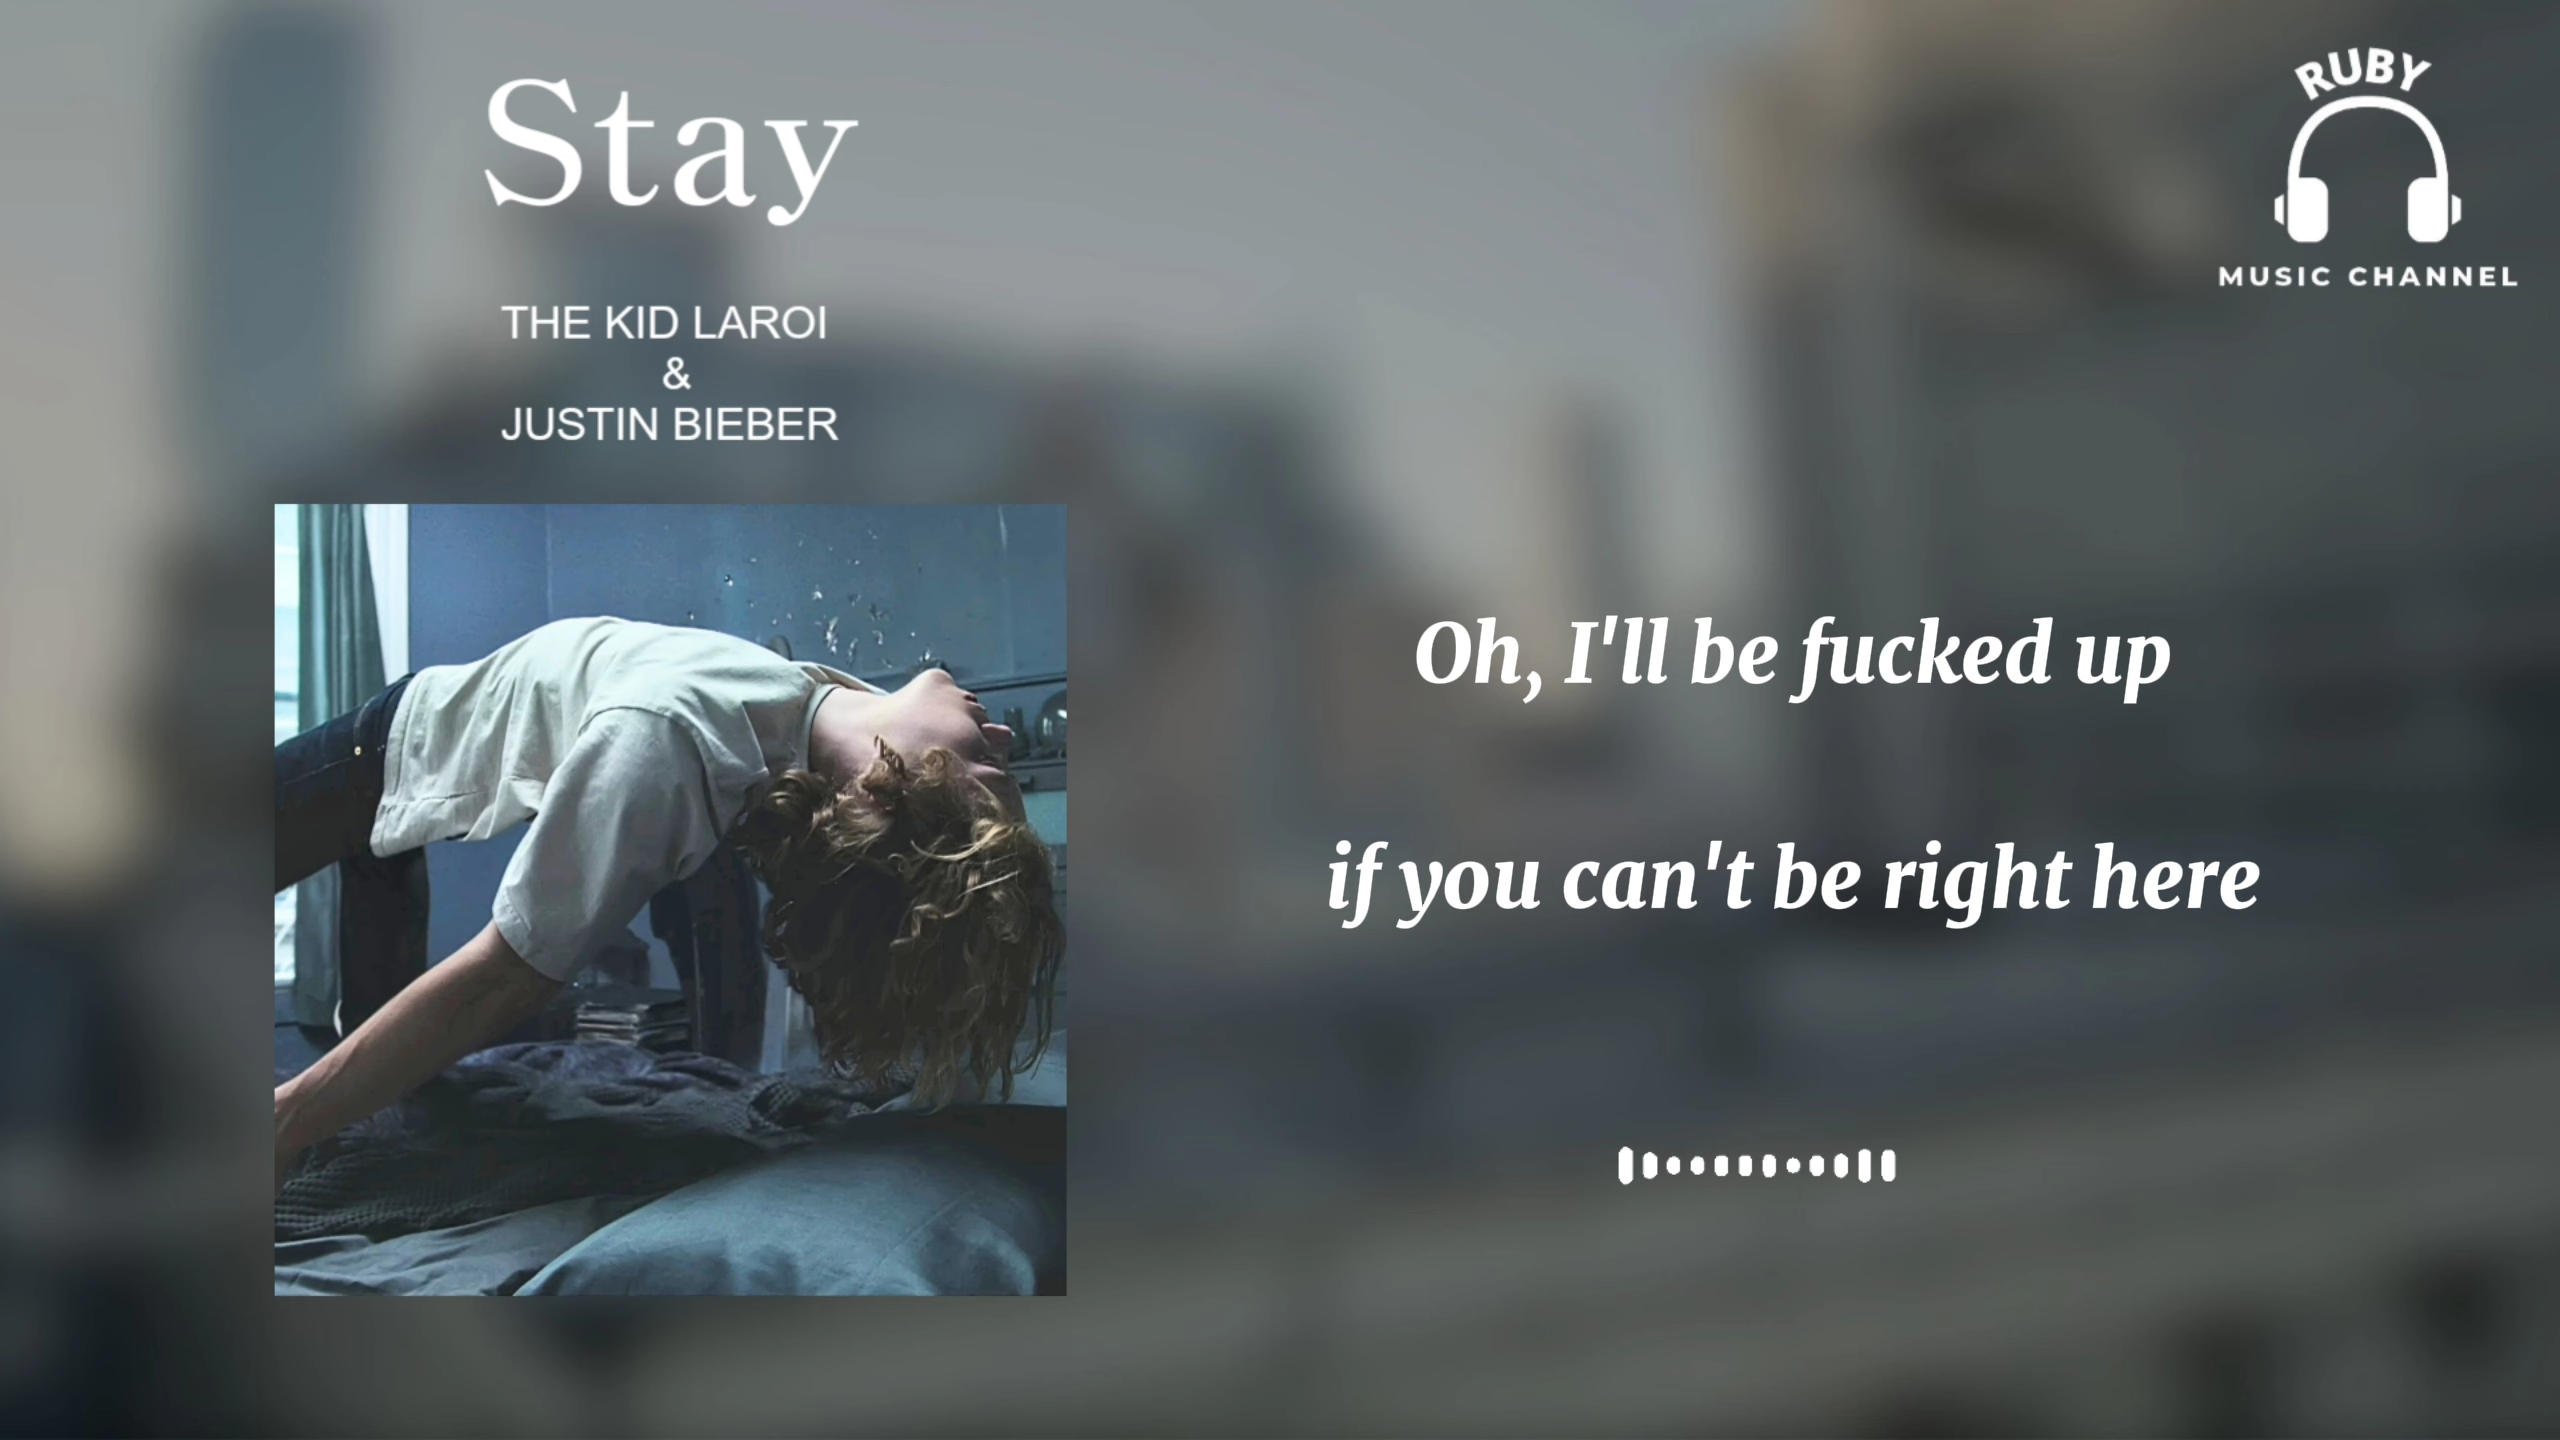 Stay
THE KID LAROI
&
JUSTIN BIEBER
RUBY
MUSIC CHANNEL
Oh, I'll be fucked up
if you can't be right here